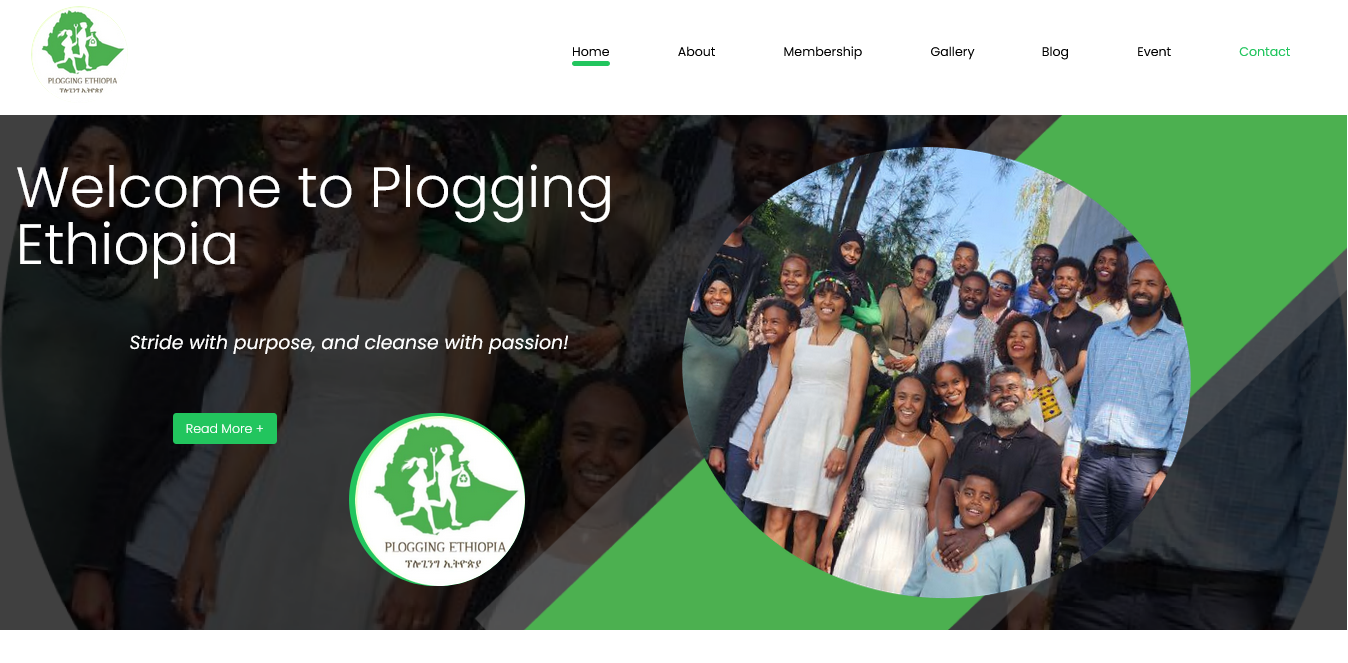 PLOGGING ETHIOPIA
ፕሎጊንግ ኢትዮጵያ
Home
About
Membership
Gallery
Blog
Event
Contact
Welcome to Plogging
Ethiopia
Stride with purpose, and cleanse with passion!
Read More +
PLOGGING ETHIOPIA
ፕሎጊንግ ኢትዮጵያ